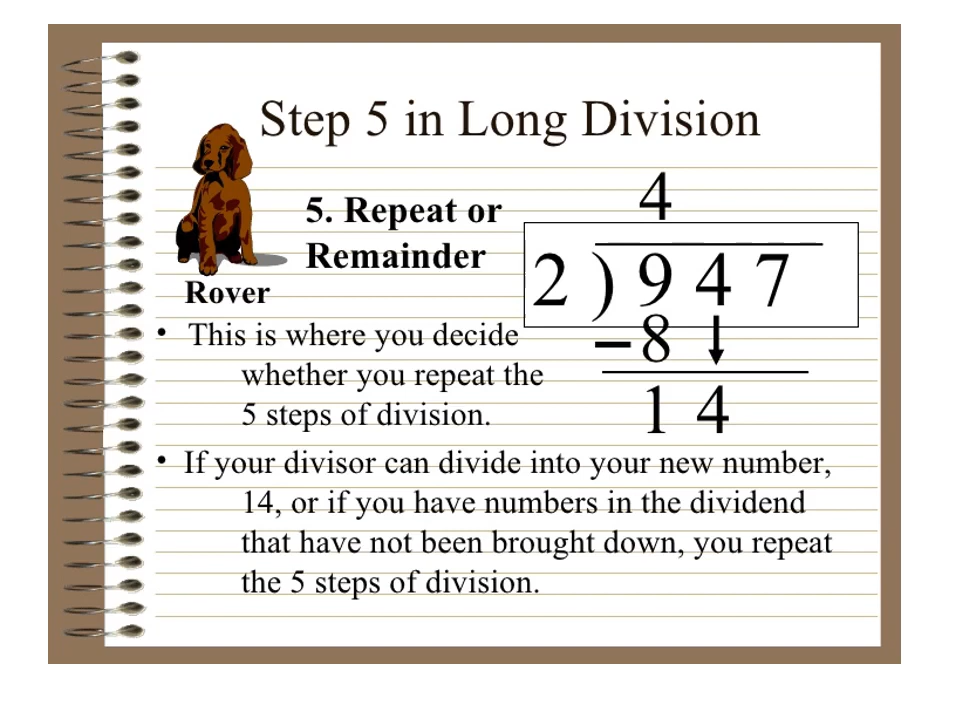 Step 5 in Long Division
5. Repeat or
Remainder
Rover
4
2 ) 9 4 7
– 8
1 4
• This is where you decide
whether you repeat the
5 steps of division.
• If your divisor can divide into your new number,
14, or if you have numbers in the dividend
that have not been brought down, you repeat
the 5 steps of division.